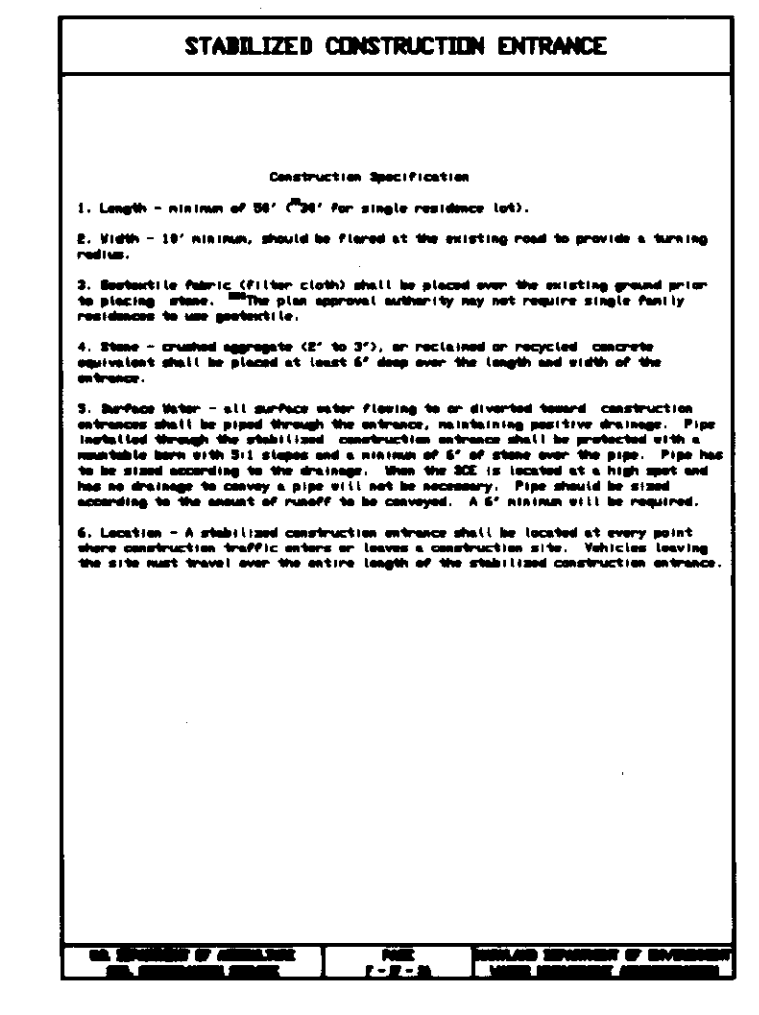 STABILIZED CONSTRUCTION ENTRANCE
Construction Specification
1. Length - minimum of 50' (*30' for single residence lot).
2. Width - 10' minimum, should be flared at the existing road to provide a turning
radius.
3. Geotextile fabric (filter cloth) shall be placed over the existing ground prior
to placing stone. **The plan approval authority may not require single family
residences to use geotextile.
4. Stone - crushed aggregate (2" to 3"), or reclaimed or recycled concrete
equivalent shall be placed at least 6" deep over the length and width of the
entrance.
5. Surface Water - all surface water flowing to or diverted toward construction
entrances shall be piped through the entrance, maintaining positive drainage. Pipe
installed through the stabilized construction entrance shall be protected with a
mountable berm with 5:1 slopes and a minimum of 6" of stone over the pipe. Pipe has
to be sized according to the drainage. When the SCE is located at a high spot and
has no drainage to convey a pipe will not be necessary. Pipe should be sized
according to the amount of runoff to be conveyed. A 6" minimum will be required.
6. Location - A stabilized construction entrance shall be located at every point
where construction traffic enters or leaves a construction site. Vehicles leaving
the site must travel over the entire length of the stabilized construction entrance.
U.S. DEPARTMENT OF AGRICULTURE
PAGE
MARYLAND DEPARTMENT OF ENVIRONMENT